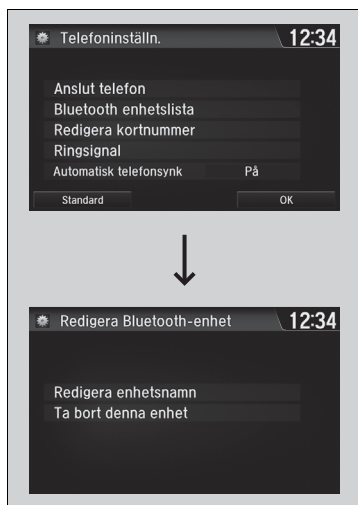 Telefoninställn.
12:34
Anslut telefon
Bluetooth enhetslista
Redigera kortnummer
Ringsignal
Automatisk telefonsynk På
Standard OK
Redigera Bluetooth-enhet
12:34
Redigera enhetsnamn
Ta bort denna enhet